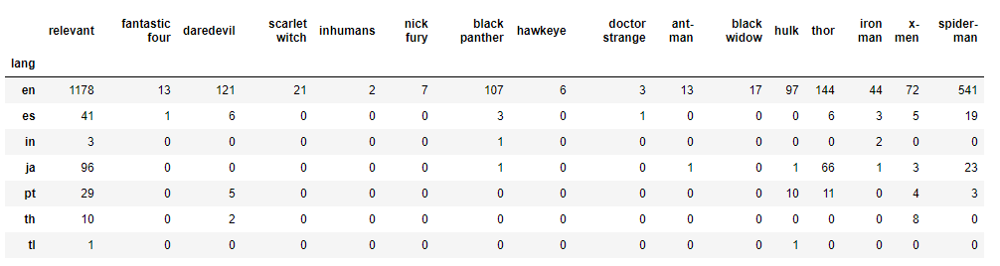 relevant fantastic four daredevil scarlet witch inhumans nick fury black panther hawkeye doctor strange ant-man black widow hulk thor iron man x-men spider-man
lang
en 1178 13 121 21 2 7 107 6 3 13 17 97 144 44 72 541
es 41 1 6 0 0 0 3 0 1 0 0 0 6 3 5 19
in 3 0 0 0 0 0 1 0 0 0 0 0 0 2 0 0
ja 96 0 0 0 0 0 1 0 0 1 0 1 66 1 3 23
pt 29 0 5 0 0 0 0 0 0 0 0 10 11 0 4 3
th 10 0 2 0 0 0 0 0 0 0 0 0 0 0 8 0
tl 1 0 0 0 0 0 0 0 0 0 0 1 0 0 0 0